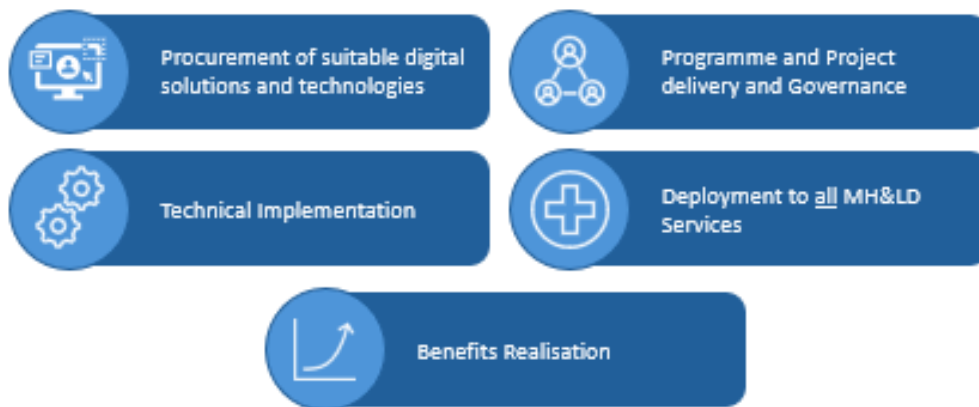 Procurement of suitable digital
solutions and technologies
Programme and Project
delivery and Governance
Technical Implementation
Deployment to all MH&LD
Services
Benefits Realisation